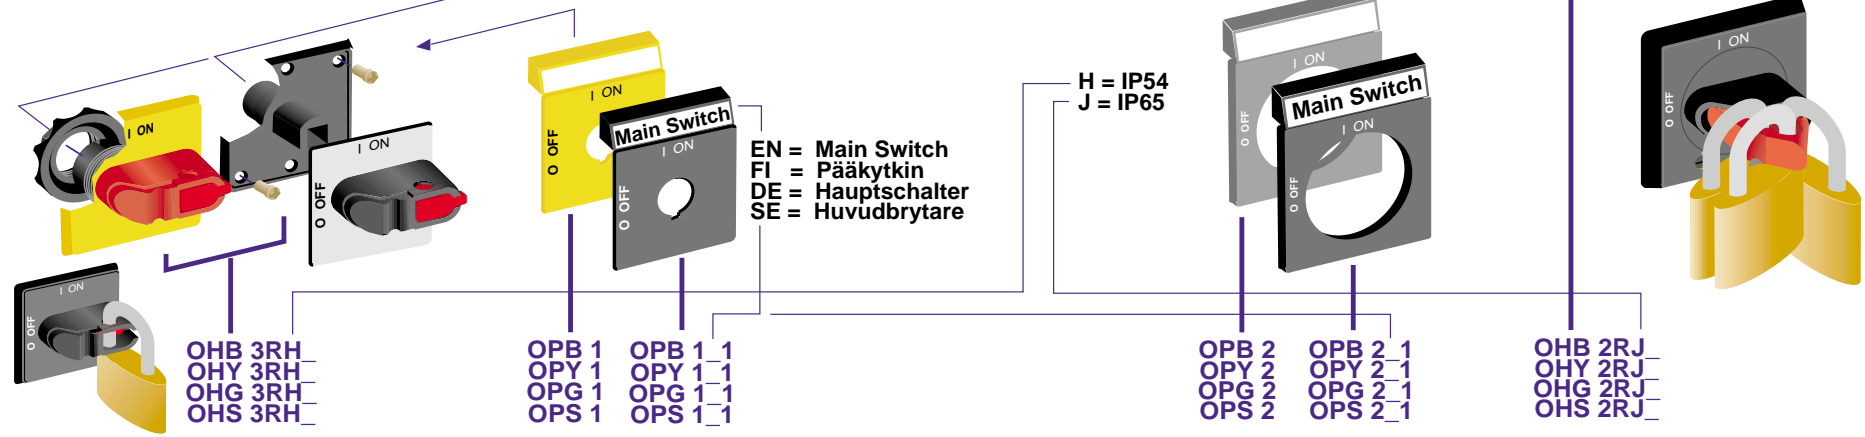 I ON
I ON
O OFF
I ON
O OFF
I ON
O OFF
Main Switch
I ON
O OFF
EN = Main Switch
FI = Pääkytkin
DE = Hauptschalter
SE = Huvudbrytare
H = IP54
J = IP65
I ON
O OFF
Main Switch
I ON
O OFF
I ON
O OFF
OHB 3RH_
OHY 3RH_
OHG 3RH_
OHS 3RH_
OPB 1
OPY 1
OPG 1
OPS 1
OPB 1_1
OPY 1_1
OPG 1_1
OPS 1_1
OPB 2
OPY 2
OPG 2
OPS 2
OPB 2_1
OPY 2_1
OPG 2_1
OPS 2_1
OHB 2RJ_
OHY 2RJ_
OHG 2RJ_
OHS 2RJ_